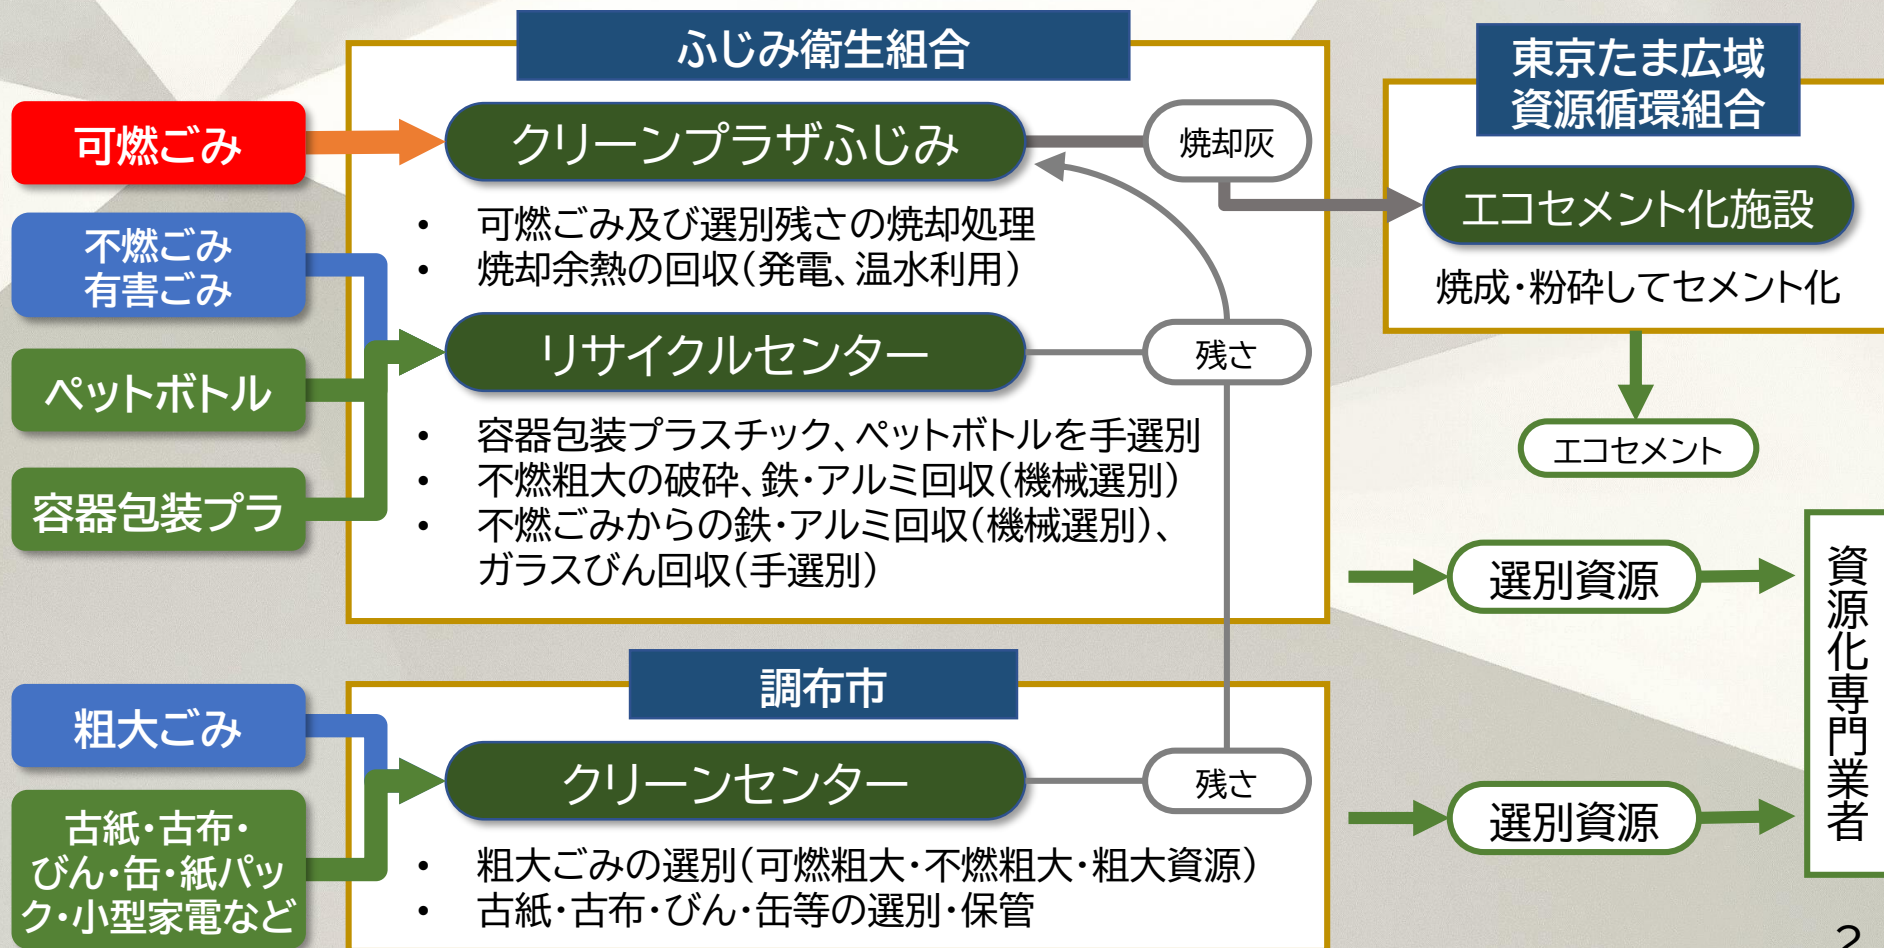 ふじみ衛生組合
東京たま広域
資源循環組合
可燃ごみ
クリーンプラザふじみ
焼却灰
エコセメント化施設
・ 可燃ごみ及び選別残さの焼却処理
・ 焼却余熱の回収(発電、温水利用)
焼成・粉砕してセメント化
不燃ごみ
有害ごみ
リサイクルセンター
残さ
ペットボトル
容器包装プラ
・ 容器包装プラスチック、ペットボトルを手選別
・ 不燃粗大の破砕、鉄・アルミ回収(機械選別)
・ 不燃ごみからの鉄・アルミ回収(機械選別)、
ガラスびん回収(手選別)
エコセメント
選別資源
資源化専門業者
調布市
粗大ごみ
クリーンセンター
残さ
選別資源
古紙・古布・
びん・缶・紙パッ
ク・小型家電など
・ 粗大ごみの選別(可燃粗大・不燃粗大・粗大資源)
・ 古紙・古布・びん・缶等の選別・保管
2